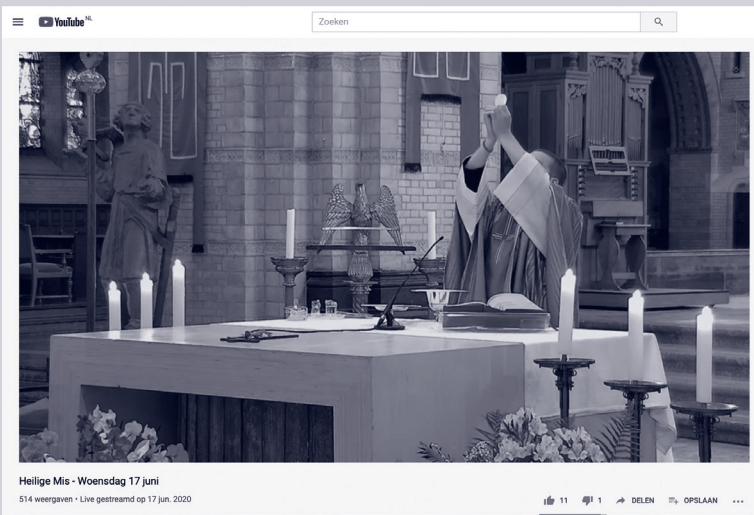 YouTube NL
Zoeken
Heilige Mis - Woensdag 17 juni
514 weergaven • Live gestreamd op 17 jun. 2020
11 1 DELEN OPSLAAN ...